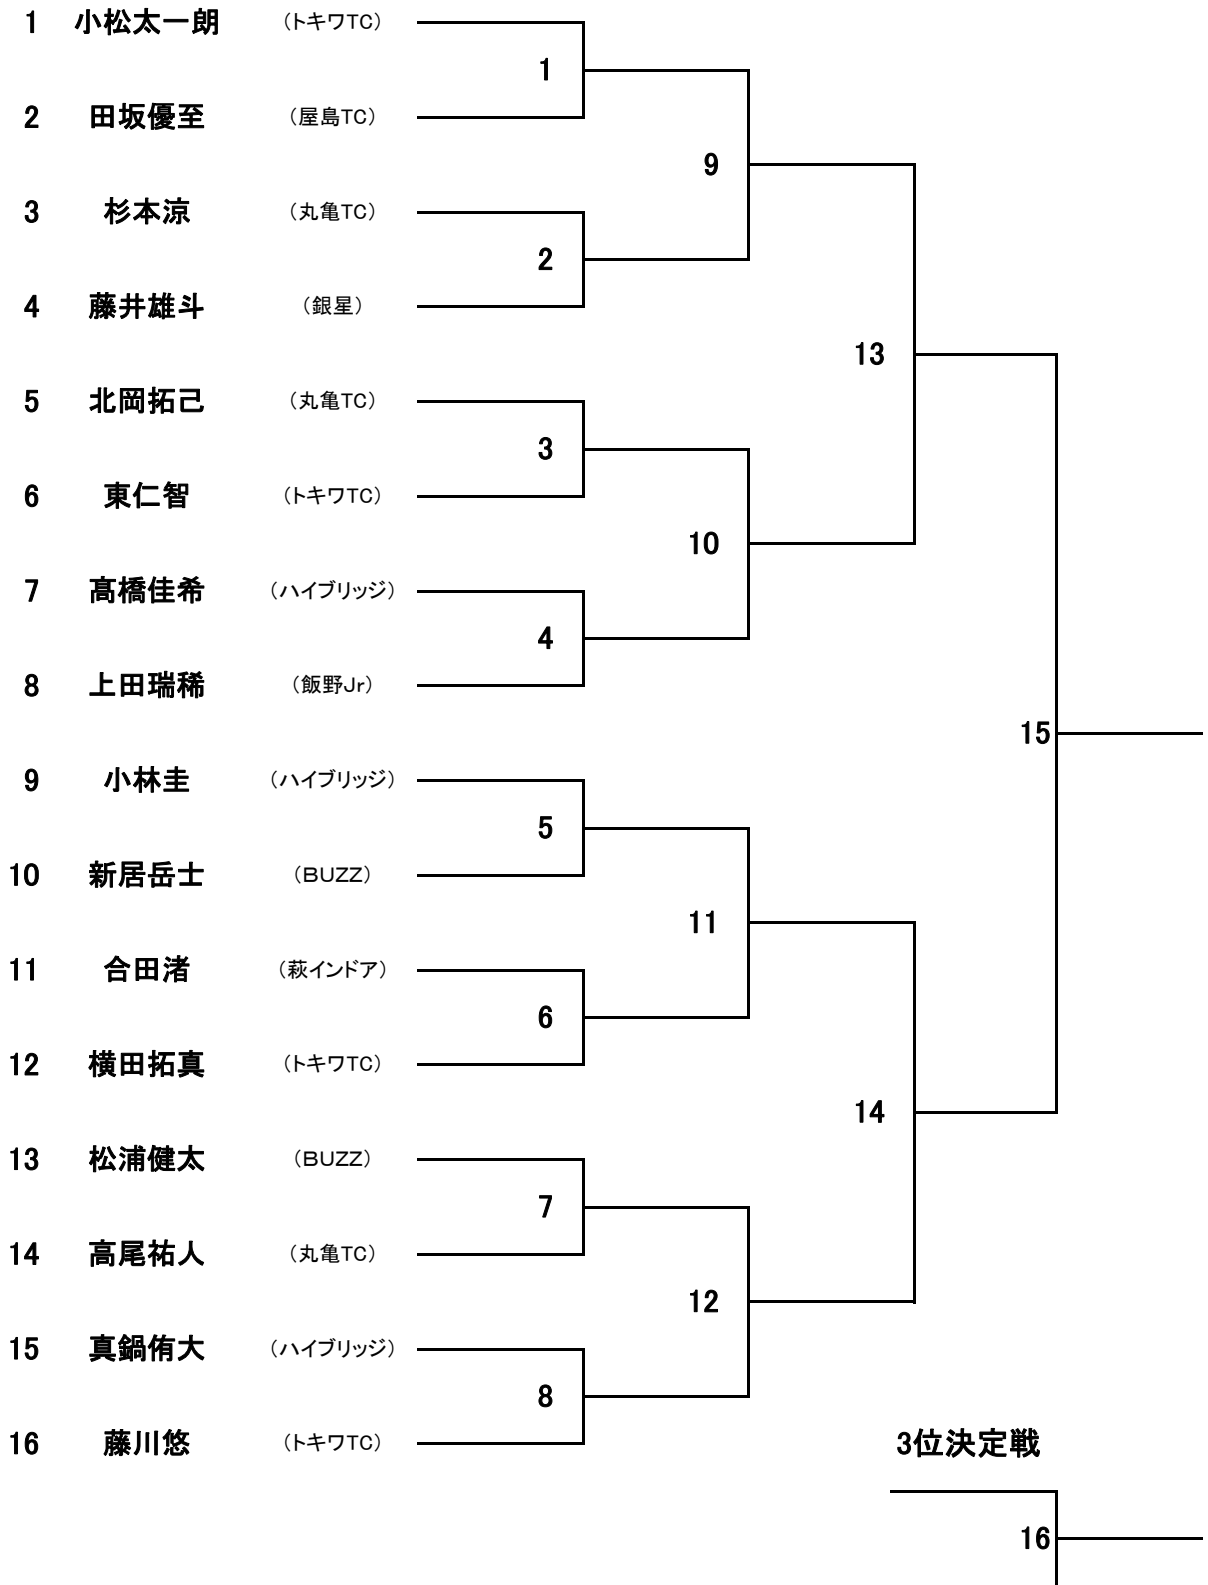 1 小松太一朗 (トキワTC)
1
2 田坂優至 (屋島TC)
9
3 杉本涼 (丸亀TC)
2
4 藤井雄斗 (銀星)
13
5 北岡拓己 (丸亀TC)
3
6 東仁智 (トキワTC)
10
7 髙橋佳希 (ハイブリッジ)
4
8 上田瑞稀 (飯野Jr)
15
9 小林圭 (ハイブリッジ)
5
10 新居岳士 (BUZZ)
11
11 合田渚 (萩インドア)
6
12 横田拓真 (トキワTC)
14
13 松浦健太 (BUZZ)
7
14 高尾祐人 (丸亀TC)
12
15 真鍋侑大 (ハイブリッジ)
8
16 藤川悠 (トキワTC)
3位決定戦
16